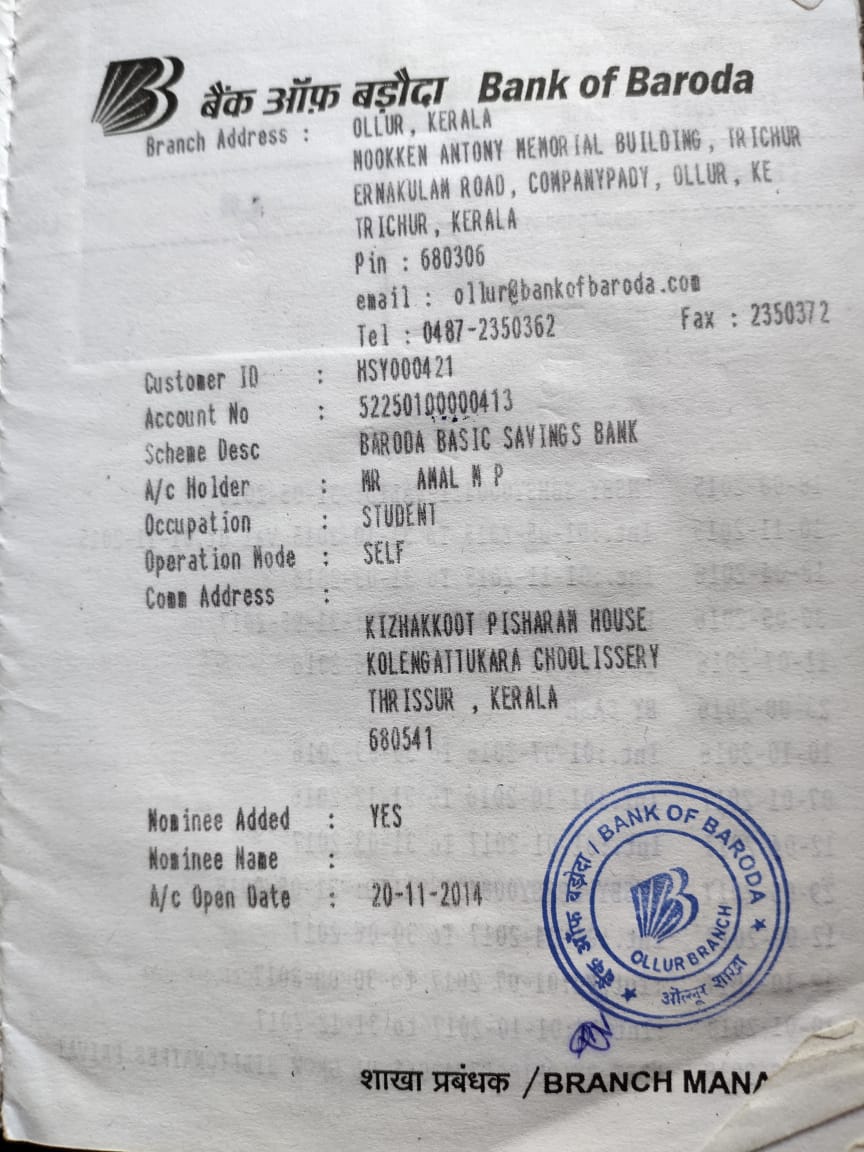 बैंक ऑफ़ बड़ौदा Bank of Baroda
Branch Address : OLLUR, KERALA
MOOKKEN ANTONY MEMORIAL BUILDING, TRICHUR
ERNAKULAM ROAD, COMPANYPADY, OLLUR, KE
TRICHUR, KERALA
Pin : 680306
email : ollur@bankofbaroda.com
Tel : 0487-2350362 Fax : 2350372
Customer ID : HSY000421
Account No : 52250100000413
Scheme Desc BARODA BASIC SAVINGS BANK
A/c Holder : MR AMAL M P
Occupation : STUDENT
Operation Mode : SELF
Comm Address :
KIZHAKKOOT PISHARAM HOUSE
KOLENGATTUKARA CHOOLISSERY
THRISSUR , KERALA
680541
Nominee Added : YES
Nominee Name :
A/c Open Date : 20-11-2014
बैंक ऑफ बड़ौदा / BANK OF BARODA
OLLUR BRANCH
ओल्लूर शाखा
शाखा प्रबंधक / BRANCH MANA